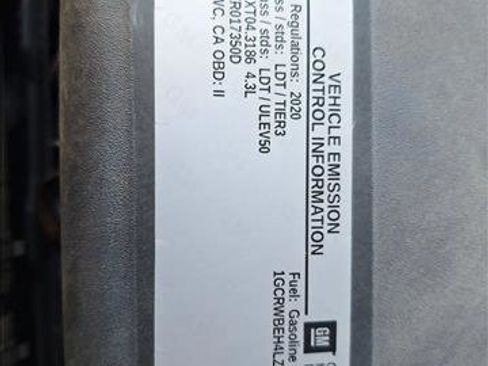 VEHICLE EMISSION
CONTROL INFORMATION
Regulations: 2020
ss / stds: LDT / TIER3
ass / stds: LDT / ULEV50
XT04.3186 4.3L
R017350D
VC, CA OBD: II
Fuel: Gasoline
1GCRWBEH4LZ
GM